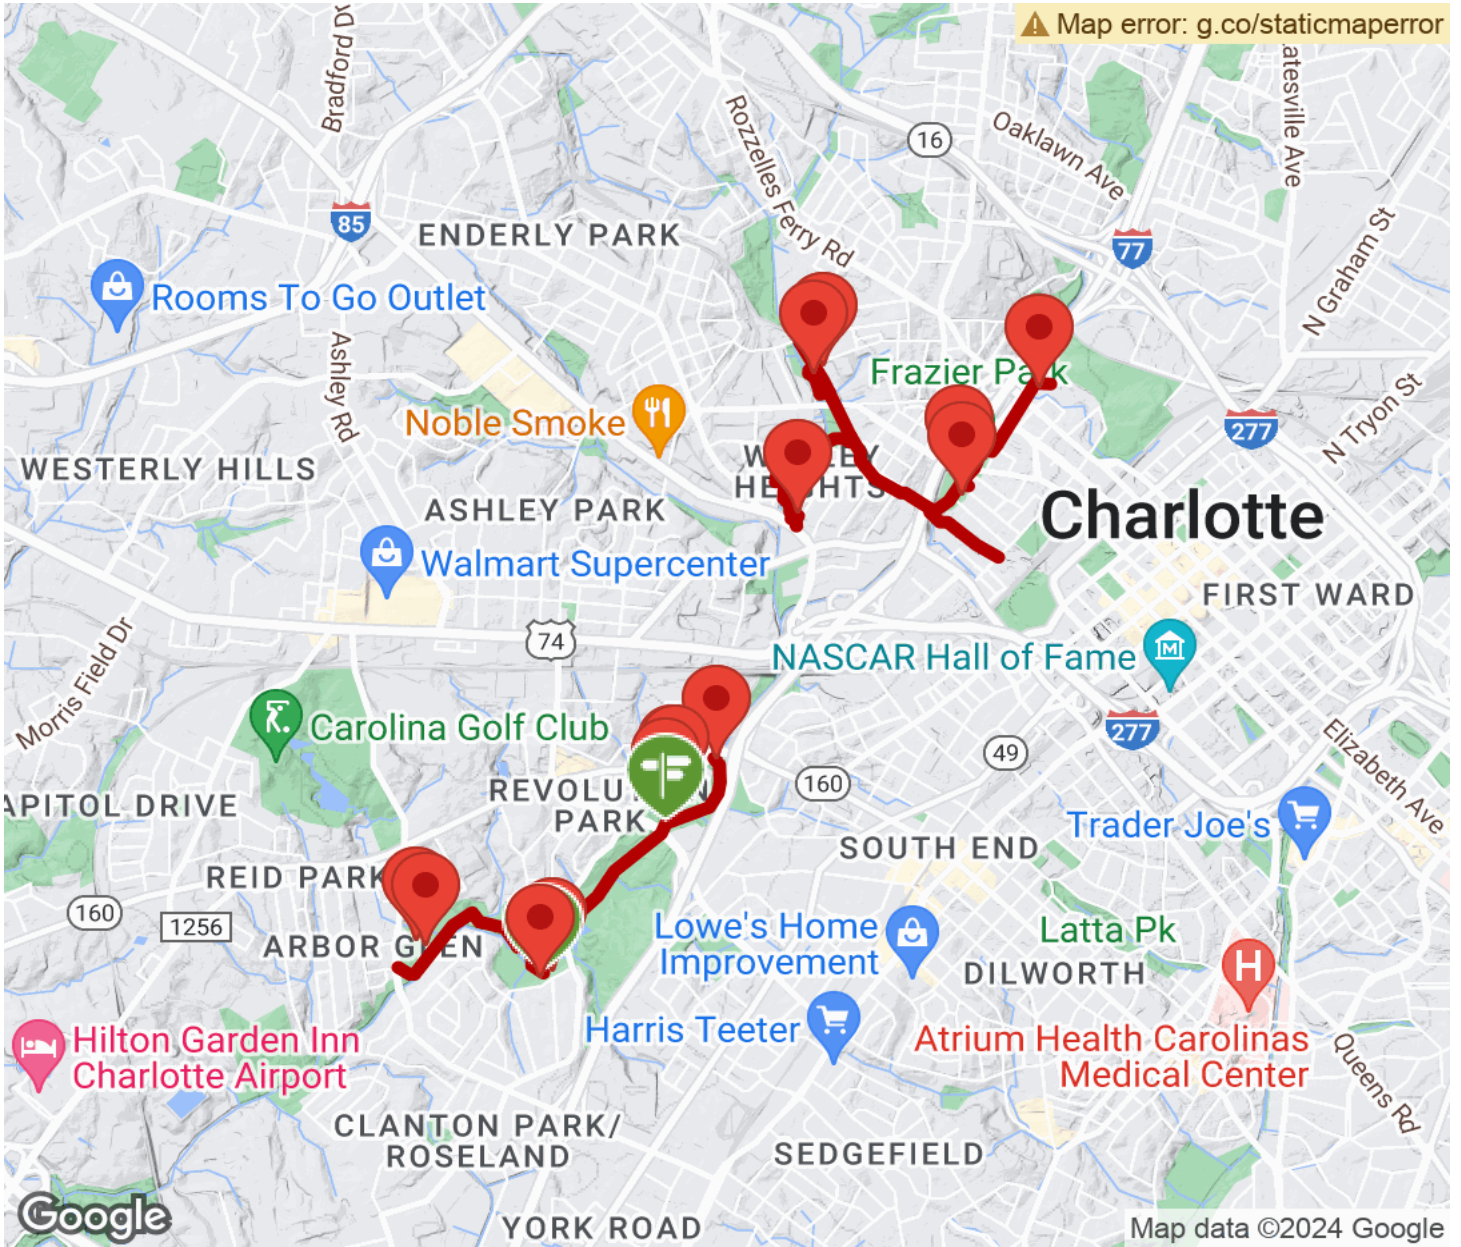 Map error: g.co/staticmaperror
Bradford Dr
Rozzelles Ferry Rd
16
Oaklawn Ave
atesville Ave
85
ENDERLY PARK
77
N Graham St
Rooms To Go Outlet
Ashley Rd
Frazier Park
Noble Smoke
277
N Tryon St
WESTERLY HILLS
HEIGHTS
ASHLEY PARK
Charlotte
Walmart Supercenter
FIRST WARD
Morris Field Dr
74
NASCAR Hall of Fame
Carolina Golf Club
277
49
Elizabeth Ave
160
APITOL DRIVE
PARK
Trader Joe's
SOUTH END
REID PARK
160
1256
ARBOR GLEN
Lowe's Home
Improvement
Latta Pk
DILWORTH
H
Harris Teeter
Hilton Garden Inn
Charlotte Airport
Atrium Health Carolinas
Medical Center
Queens Rd
CLANTON PARK/
ROSELAND
SEDGEFIELD
Google
YORK ROAD
Map data ©2024 Google